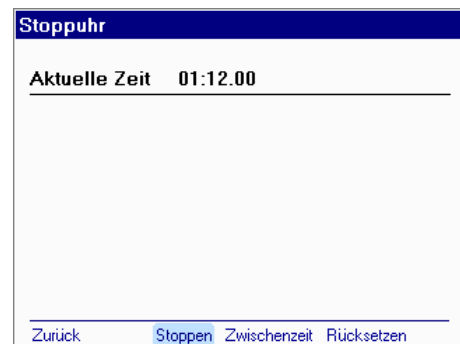 Stoppuhr
Aktuelle Zeit 01:12.00
Zurück Stoppen Zwischenzeit Rücksetzen